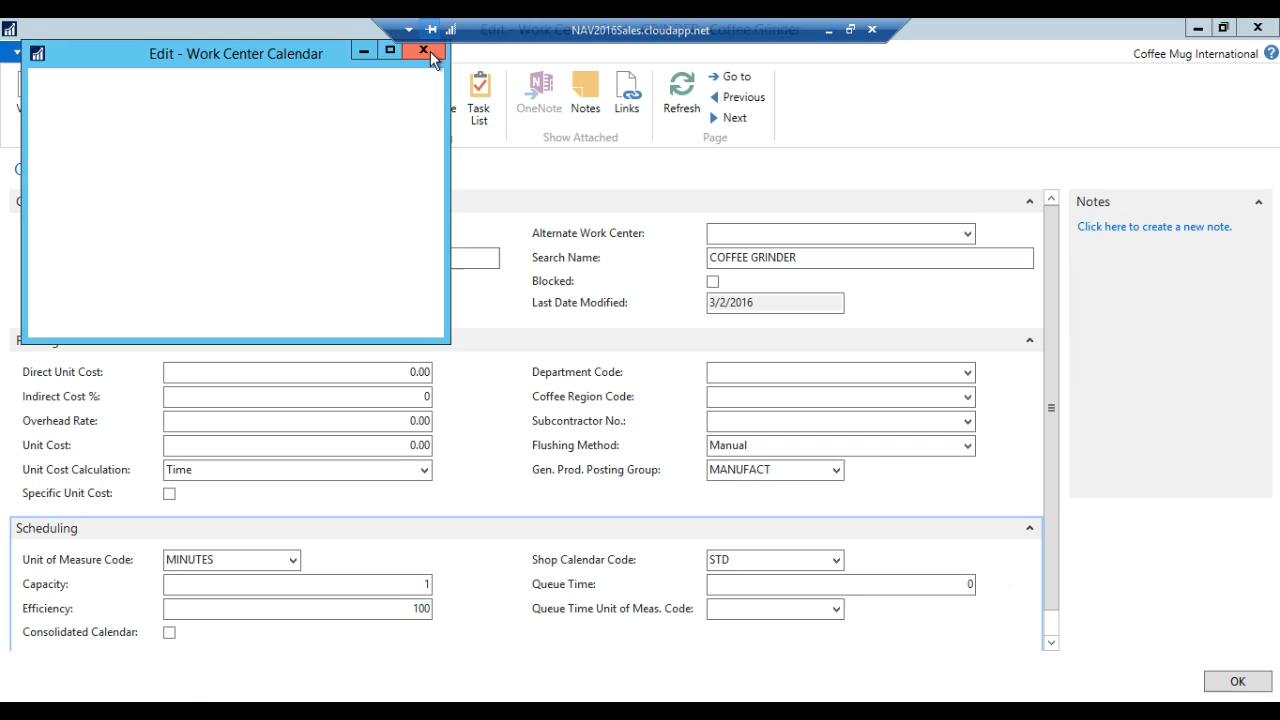 NAV2016Sales.cloudapp.net
Edit - Work Center Calendar
Coffee Mug International
Task List
OneNote
Notes
Links
Show Attached
Refresh
Go to
Previous
Next
Page
Alternate Work Center:
Search Name: COFFEE GRINDER
Blocked:
Last Date Modified: 3/2/2016
Notes
Click here to create a new note.
Direct Unit Cost: 0.00
Indirect Cost %: 0
Overhead Rate: 0.00
Unit Cost: 0.00
Unit Cost Calculation: Time
Specific Unit Cost:
Department Code:
Coffee Region Code:
Subcontractor No.:
Flushing Method: Manual
Gen. Prod. Posting Group: MANUFACT
Scheduling
Unit of Measure Code: MINUTES
Capacity: 1
Efficiency: 100
Consolidated Calendar:
Shop Calendar Code: STD
Queue Time: 0
Queue Time Unit of Meas. Code:
OK